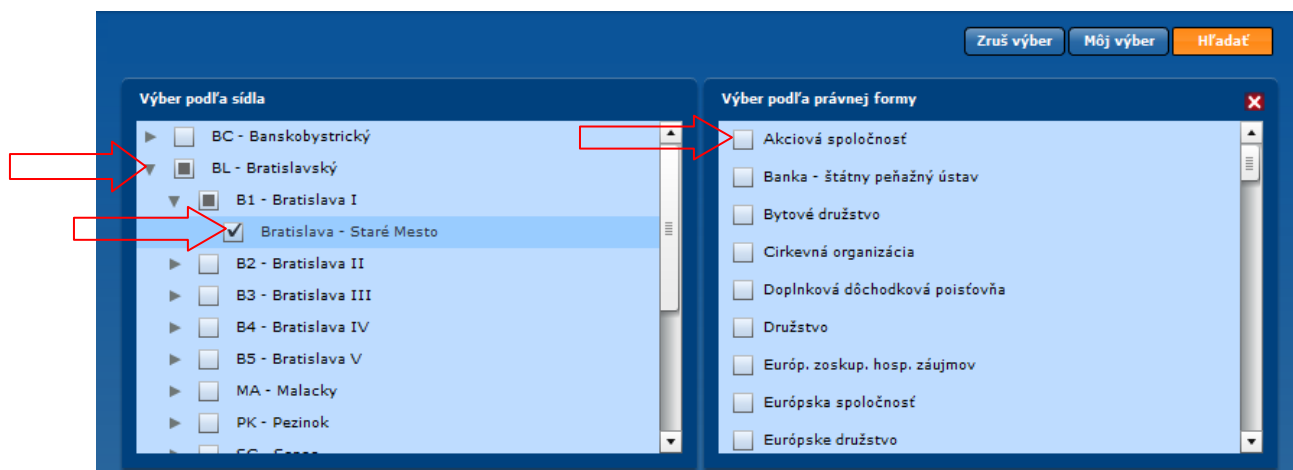 Zruš výber Môj výber Hľadať
Výber podľa sídla
BC - Banskobystrický
BL - Bratislavský
B1 - Bratislava I
Bratislava - Staré Mesto
B2 - Bratislava II
B3 - Bratislava III
B4 - Bratislava IV
B5 - Bratislava V
MA - Malacky
PK - Pezinok
Výber podľa právnej formy
Akciová spoločnosť
Banka - štátny peňažný ústav
Bytové družstvo
Cirkevná organizácia
Doplnková dôchodková poisťovňa
Družstvo
Európ. zoskup. hosp. záujmov
Európska spoločnosť
Európske družstvo